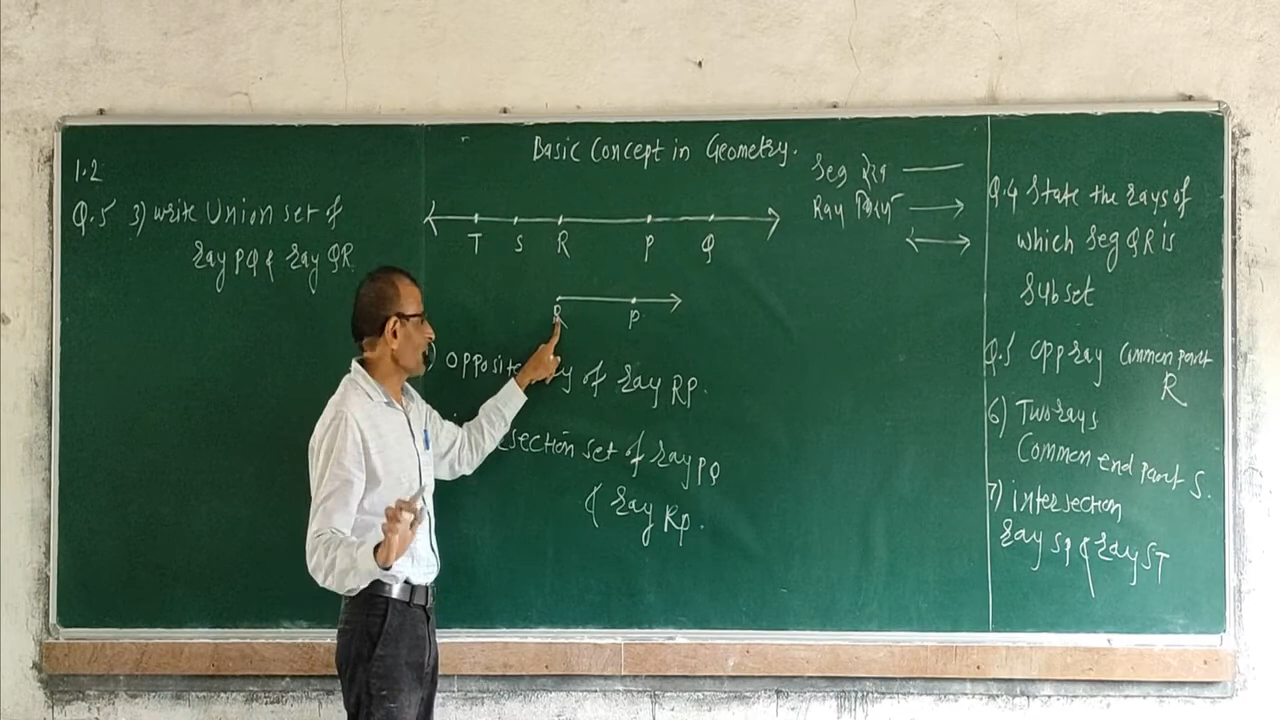 Basic Concept in Geometry.
1.2
Q.5 3) write Union set of
ray PQ & ray QR
T S R P Q
R P
opposite ray of ray RP.
section set of ray PQ
& ray RP.
Seg रेख
Ray किरण
Q.4 State the rays of
which Seg QR is
Subset
Q.5 opp ray Common point
R
6) Two rays
Common end point S.
7) intersection
ray SP & ray ST